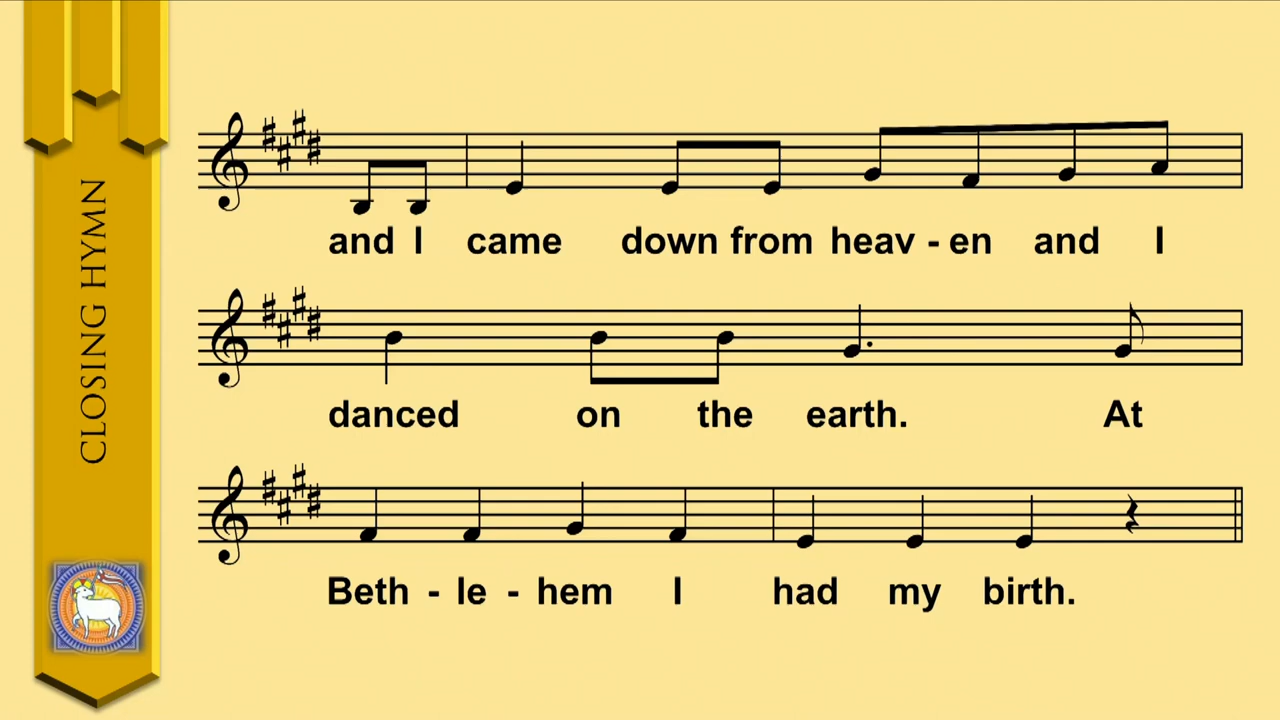 CLOSING HYMN
and I came down from heav - en and I
danced on the earth. At
Beth - le - hem I had my birth.